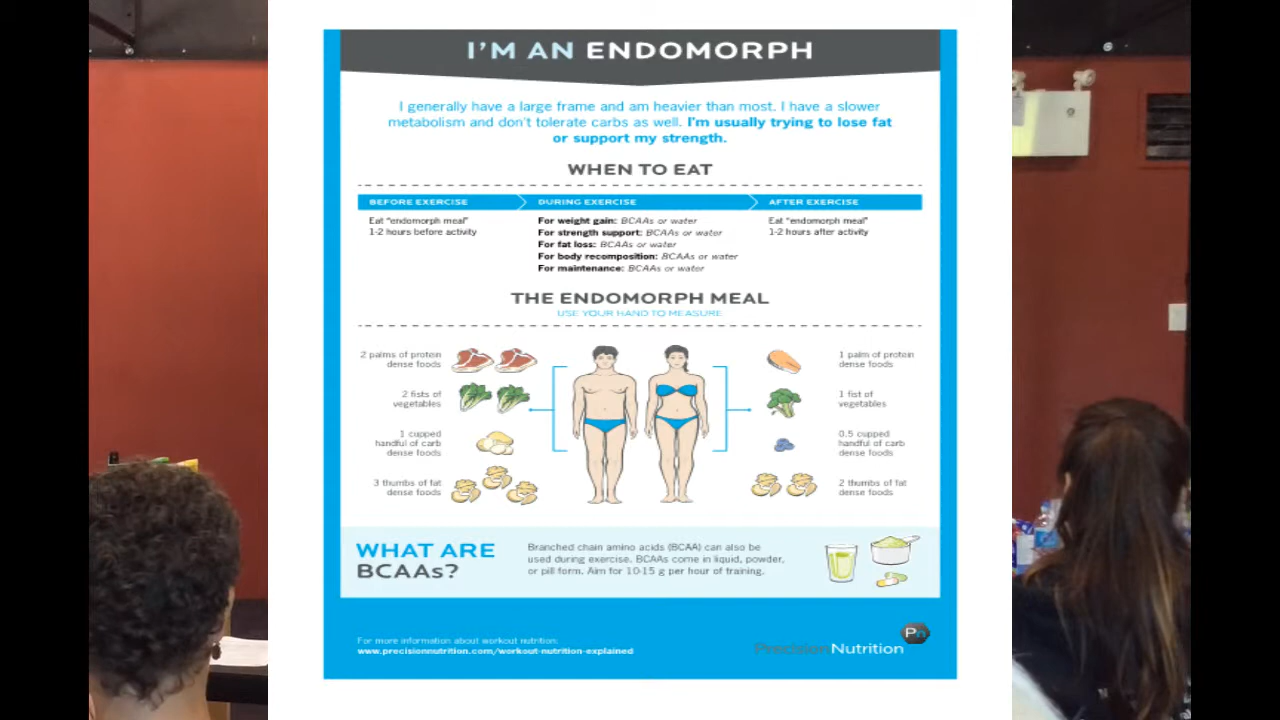 I'M AN ENDOMORPH
I generally have a large frame and am heavier than most. I have a slower
metabolism and don't tolerate carbs as well. I'm usually trying to lose fat
or support my strength.
WHEN TO EAT
BEFORE EXERCISE
Eat "endomorph meal"
1-2 hours before activity
DURING EXERCISE
For weight gain: BCAAs or water
For strength support: BCAAs or water
For fat loss: BCAAs or water
For body recomposition: BCAAs or water
For maintenance: BCAAs or water
AFTER EXERCISE
Eat "endomorph meal"
1-2 hours after activity
THE ENDOMORPH MEAL
USE YOUR HAND TO MEASURE
2 palms of protein
dense foods
2 fists of
vegetables
1 cupped
handful of carb
dense foods
3 thumbs of fat
dense foods
1 palm of protein
dense foods
1 fist of
vegetables
0.5 cupped
handful of carb
dense foods
2 thumbs of fat
dense foods
WHAT ARE
BCAAs?
Branched chain amino acids (BCAA) can also be
used during exercise. BCAAs come in liquid, powder,
or pill form. Aim for 10-15 g per hour of training.
For more information about workout nutrition:
www.precisionnutrition.com/workout-nutrition-explained
Pn
Precision Nutrition